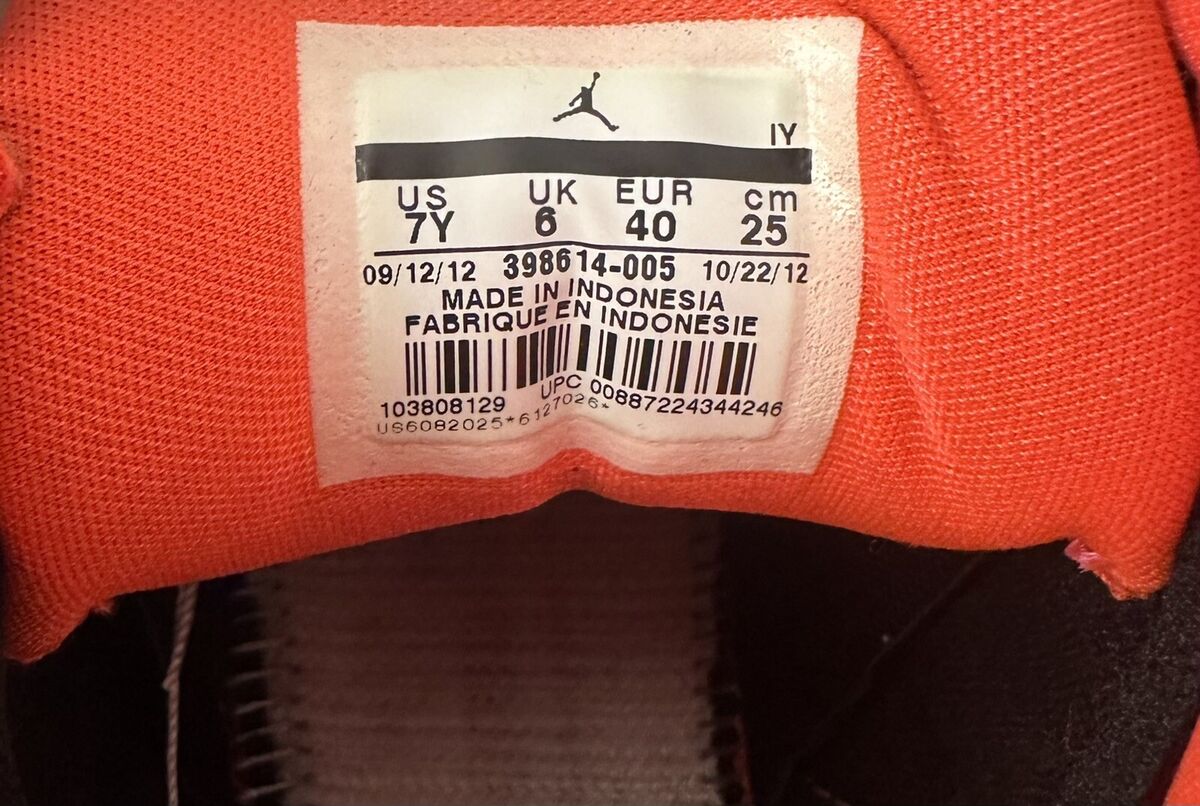 IY
US UK EUR cm
7Y 6 40 25
09/12/12 398614-005 10/22/12
MADE IN INDONESIA
FABRIQUE EN INDONESIE
103808129 UPC 00887224344246
US6082025*6127026*